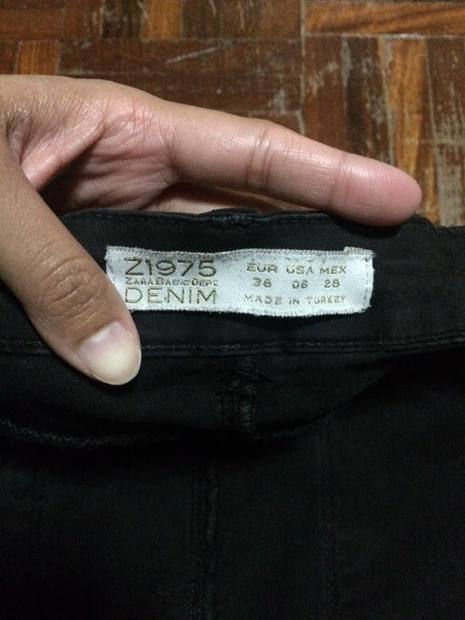 Z1975
ZARA BASIC DEPT
DENIM
EUR USA MEX
38 06 28
MADE IN TURKEY